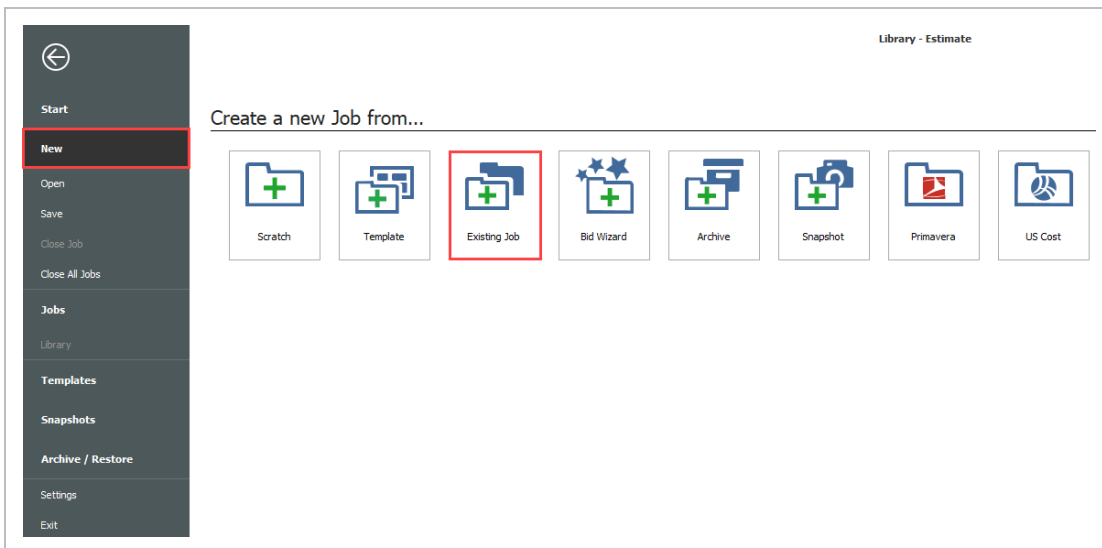 Library - Estimate
Start
New
Open
Save
Close Job
Close All Jobs
Jobs
Library
Templates
Snapshots
Archive / Restore
Settings
Exit
Create a new Job from...
Scratch
Template
Existing Job
Bid Wizard
Archive
Snapshot
Primavera
US Cost